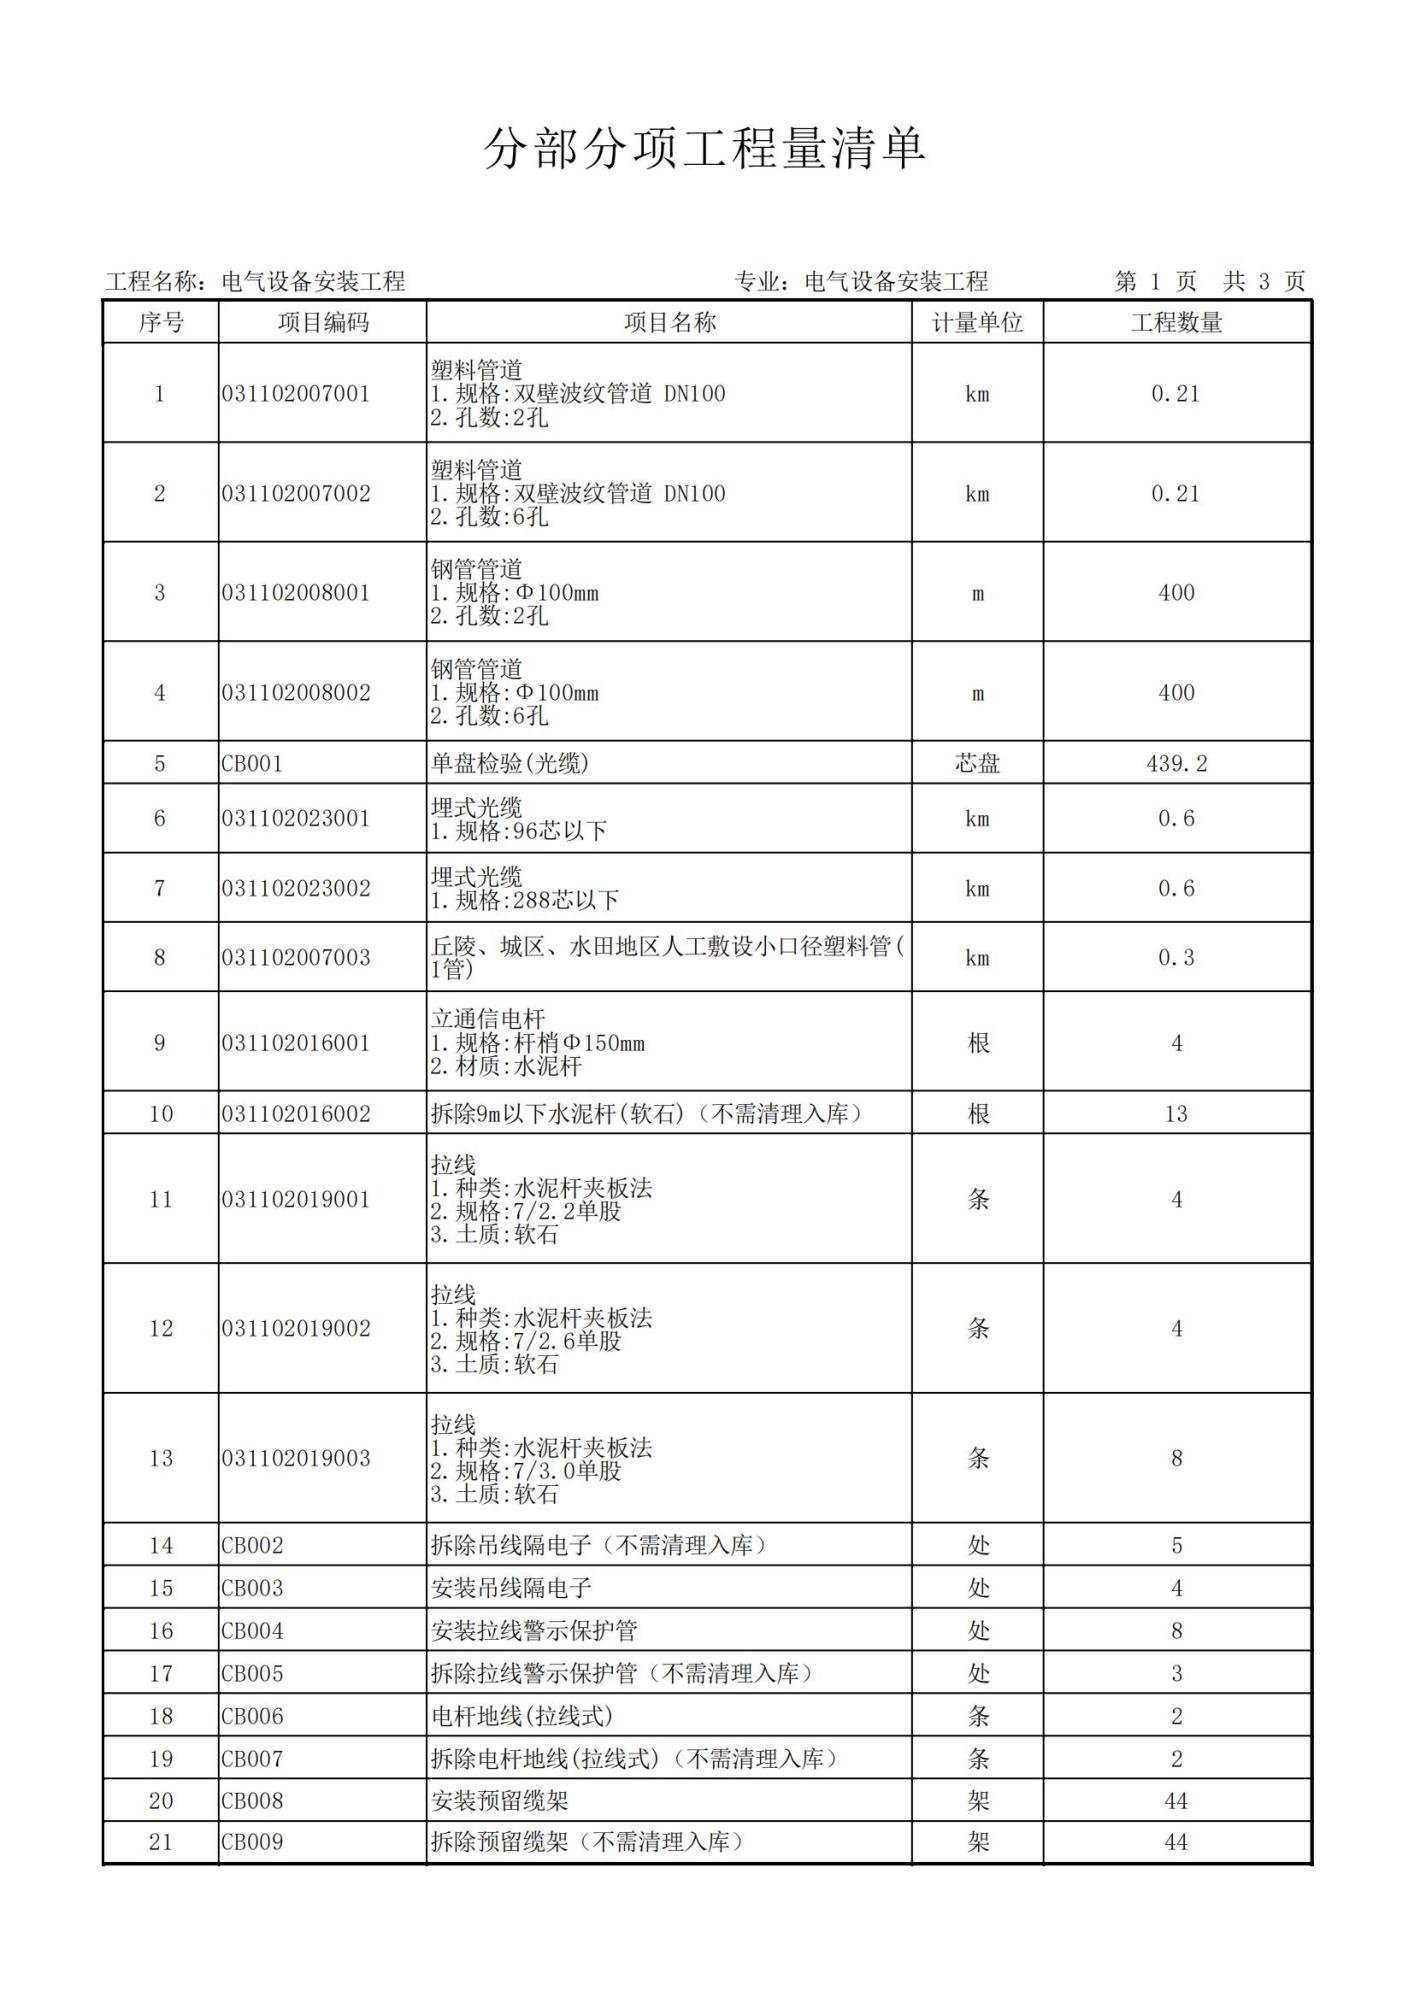 分部分项工程量清单
工程名称：电气设备安装工程 专业：电气设备安装工程 第 1 页 共 3 页
序号 项目编码 项目名称 计量单位 工程数量
1 031102007001 塑料管道
1.规格:双壁波纹管道 DN100
2.孔数:2孔 km 0.21
2 031102007002 塑料管道
1.规格:双壁波纹管道 DN100
2.孔数:6孔 km 0.21
3 031102008001 钢管管道
1.规格:Φ100mm
2.孔数:2孔 m 400
4 031102008002 钢管管道
1.规格:Φ100mm
2.孔数:6孔 m 400
5 CB001 单盘检验(光缆) 芯盘 439.2
6 031102023001 埋式光缆
1.规格:96芯以下 km 0.6
7 031102023002 埋式光缆
1.规格:288芯以下 km 0.6
8 031102007003 丘陵、城区、水田地区人工敷设小口径塑料管(
1管) km 0.3
9 031102016001 立通信电杆
1.规格:杆梢Φ150mm
2.材质:水泥杆 根 4
10 031102016002 拆除9m以下水泥杆(软石)（不需清理入库） 根 13
11 031102019001 拉线
1.种类:水泥杆夹板法
2.规格:7/2.2单股
3.土质:软石 条 4
12 031102019002 拉线
1.种类:水泥杆夹板法
2.规格:7/2.6单股
3.土质:软石 条 4
13 031102019003 拉线
1.种类:水泥杆夹板法
2.规格:7/3.0单股
3.土质:软石 条 8
14 CB002 拆除吊线隔电子（不需清理入库） 处 5
15 CB003 安装吊线隔电子 处 4
16 CB004 安装拉线警示保护管 处 8
17 CB005 拆除拉线警示保护管（不需清理入库） 处 3
18 CB006 电杆地线(拉线式) 条 2
19 CB007 拆除电杆地线(拉线式)（不需清理入库） 条 2
20 CB008 安装预留缆架 架 44
21 CB009 拆除预留缆架（不需清理入库） 架 44